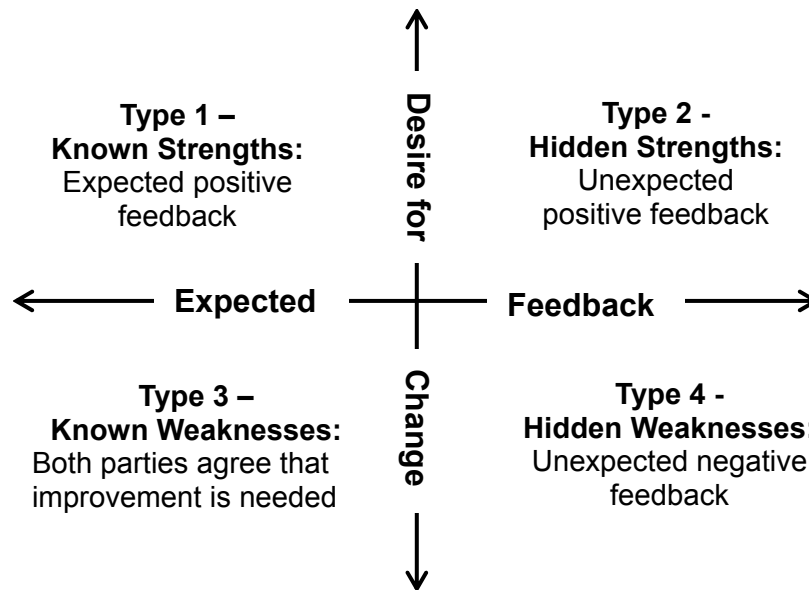 Type 1 –
Known Strengths:
Expected positive
feedback
Desire for
Type 2 -
Hidden Strengths:
Unexpected
positive feedback
Expected
Feedback
Type 3 –
Known Weaknesses:
Both parties agree that
improvement is needed
Change
Type 4 -
Hidden Weaknesses:
Unexpected negative
feedback